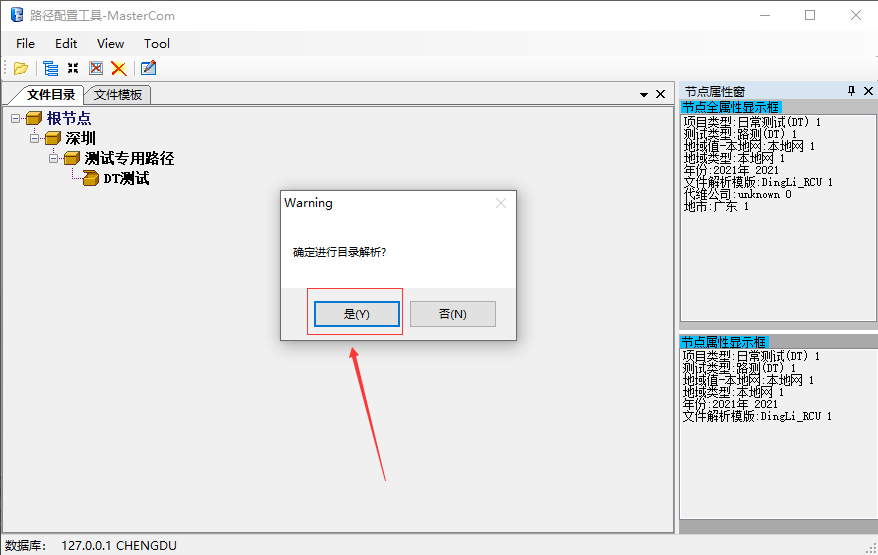 路径配置工具-MasterCom
File Edit View Tool
文件目录 文件模板
根节点
深圳
测试专用路径
DT测试
Warning
确定进行目录解析?
是(Y) 否(N)
节点属性窗
节点全属性显示框
项目类型:日常测试(DT) 1
测试类型:路测(DT) 1
地域值-本地网:本地网 1
地域类型:本地网 1
年份:2021年 2021
文件解析模版:DingLi_RCU 1
代维公司:unknown 0
地市:广东 1
节点属性显示框
项目类型:日常测试(DT) 1
测试类型:路测(DT) 1
地域值-本地网:本地网 1
地域类型:本地网 1
年份:2021年 2021
文件解析模版:DingLi_RCU 1
数据库: 127.0.0.1 CHENGDU